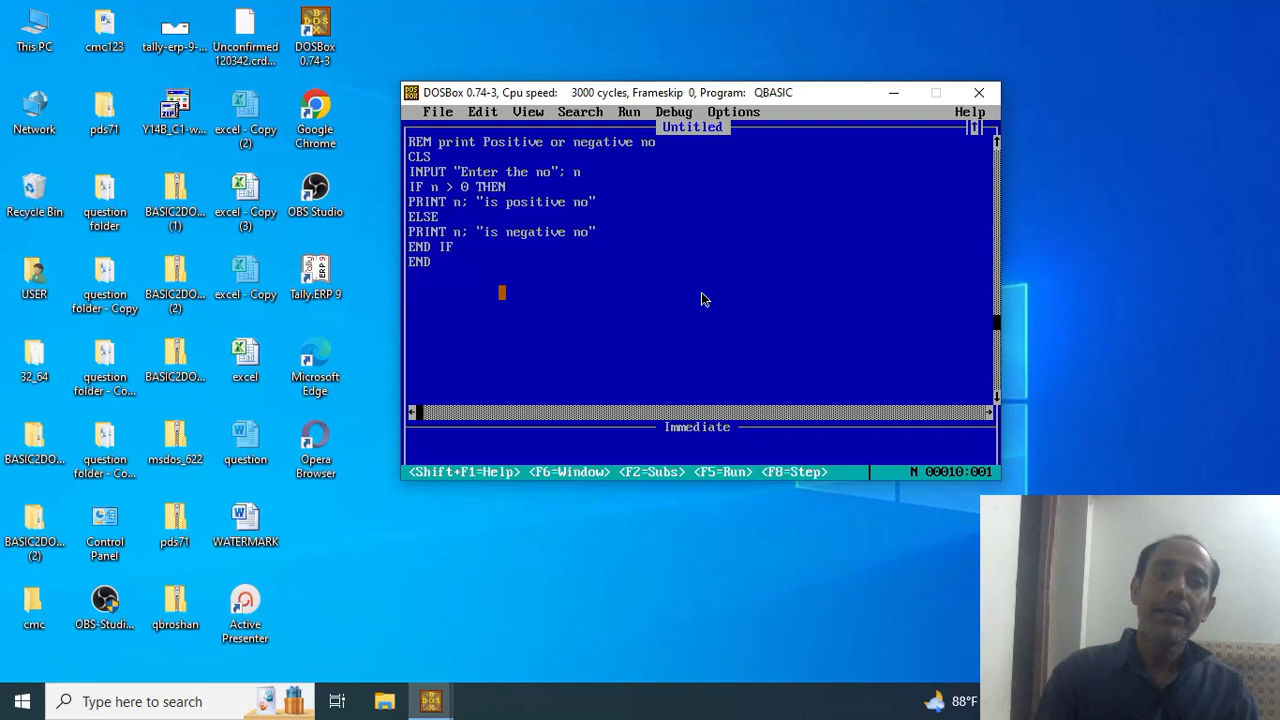 This PC
cmc123
tally-erp-9-...
Unconfirmed
120342.crd...
DOSBox
0.74-3
Network
pds71
Y14B_C1-w...
excel - Copy
(2)
Google
Chrome
Recycle Bin
question
folder
BASIC2DO...
(1)
excel - Copy
(3)
OBS Studio
USER
question
folder - Copy
BASIC2DO...
(2)
excel - Copy
Tally.ERP 9
32_64
question
folder - Co...
BASIC2DO...
excel
Microsoft
Edge
BASIC2DO...
question
folder - Co...
msdos_622
question
Opera
Browser
BASIC2DO...
(2)
Control
Panel
pds71
WATERMARK
cmc
OBS-Studi...
qbroshan
Active
Presenter
DOSBox 0.74-3, Cpu speed: 3000 cycles, Frameskip 0, Program: QBASIC
File Edit View Search Run Debug Options Help
Untitled
REM print Positive or negative no
CLS
INPUT "Enter the no"; n
IF n > 0 THEN
PRINT n; "is positive no"
ELSE
PRINT n; "is negative no"
END IF
END
Immediate
<Shift+F1=Help> <F6=Window> <F2=Subs> <F5=Run> <F8=Step> N 00010:001
Type here to search
88°F